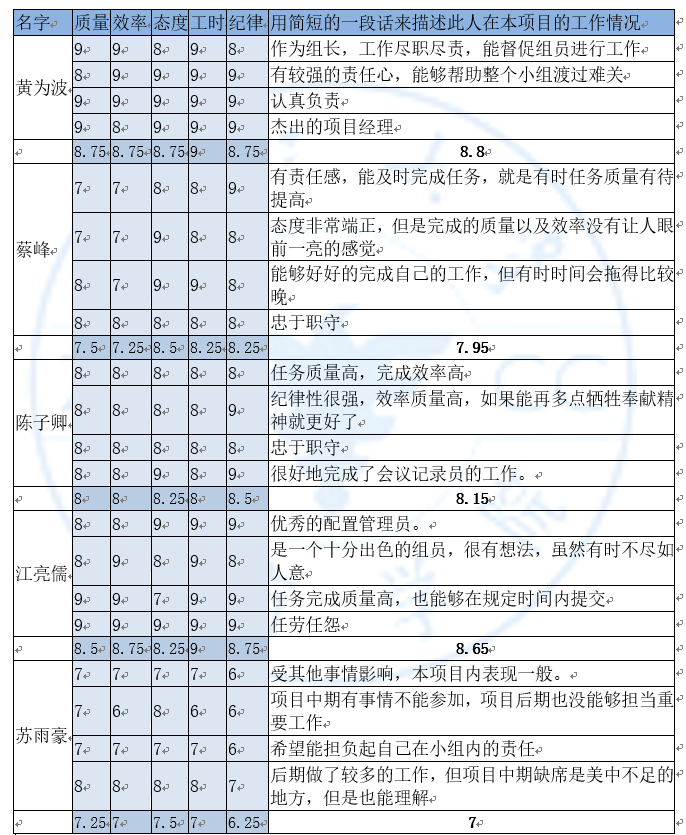 名字 质量 效率 态度 工时 纪律 用简短的一段话来描述此人在本项目的工作情况
黄为波
9 9 8 9 8 作为组长，工作尽职尽责，能督促组员进行工作
8 9 9 9 9 有较强的责任心，能够帮助整个小组渡过难关
9 9 9 9 9 认真负责
9 8 9 9 9 杰出的项目经理
8.75 8.75 8.75 9 8.75 8.8
蔡峰
7 7 8 8 9 有责任感，能及时完成任务，就是有时任务质量有待
提高
7 7 9 8 8 态度非常端正，但是完成的质量以及效率没有让人眼
前一亮的感觉
8 7 9 9 8 能够好好的完成自己的工作，但有时时间会拖得比较
晚
8 8 8 8 8 忠于职守
7.5 7.25 8.5 8.25 8.25 7.95
陈子卿
8 8 8 8 8 任务质量高，完成效率高
8 8 8 8 9 纪律性很强，效率质量高，如果能再多点牺牲奉献精
神就更好了
8 8 8 8 8 忠于职守
8 8 9 8 9 很好地完成了会议记录员的工作。
8 8 8.25 8 8.5 8.15
江亮儒
8 8 9 9 9 优秀的配置管理员。
8 9 8 9 8 是一个十分出色的组员，很有想法，虽然有时不尽如
人意
9 9 7 9 9 任务完成质量高，也能够在规定时间内提交
9 9 9 9 9 任劳任怨
8.5 8.75 8.25 9 8.75 8.65
苏雨豪
7 7 7 7 6 受其他事情影响，本项目内表现一般。
7 6 8 6 6 项目中期有事情不能参加，项目后期也没能够担当重
要工作
7 7 7 7 6 希望能担负起自己在小组内的责任
8 8 8 8 7 后期做了较多的工作，但项目中期缺席是美中不足的
地方，但是也能理解
7.25 7 7.5 7 6.25 7